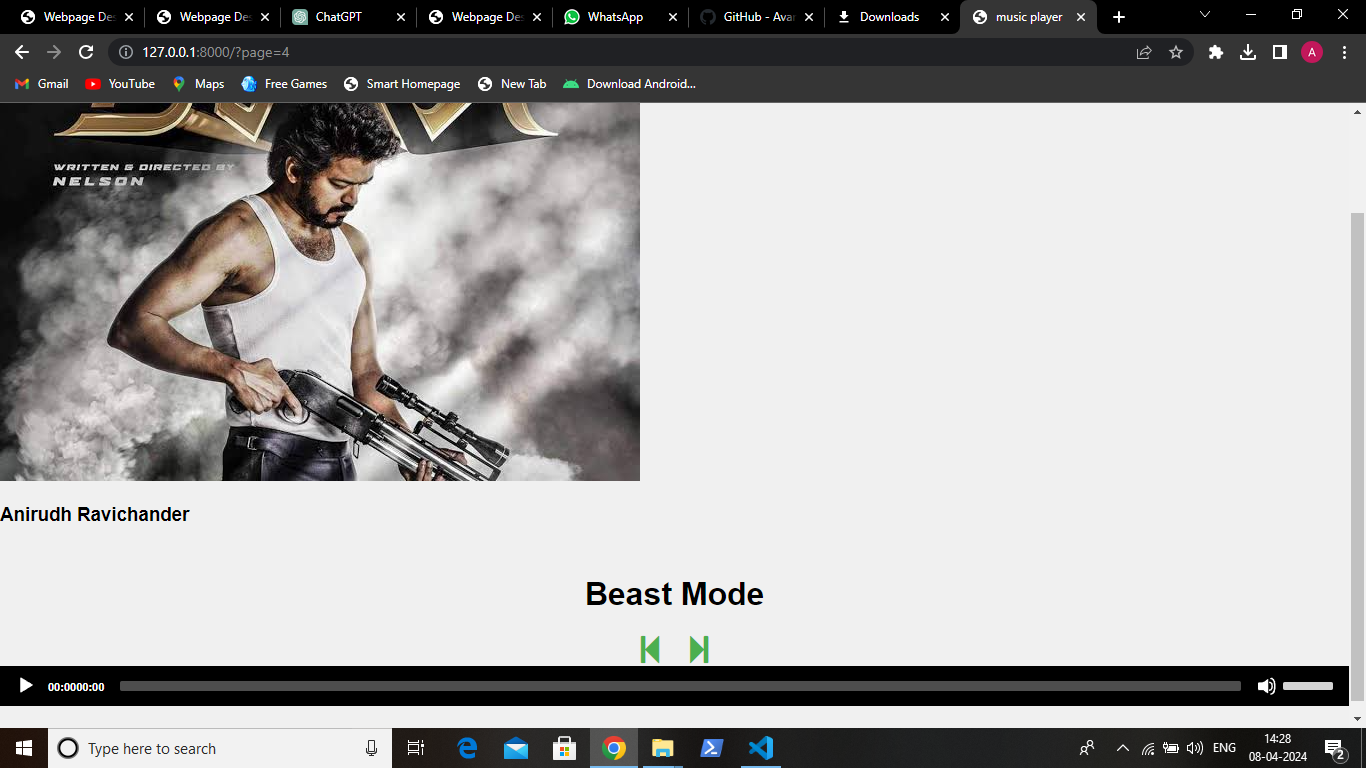 Webpage De
Webpage De
ChatGPT
Webpage De
WhatsApp
GitHub - Ava
Downloads
music player
127.0.0.1:8000/?page=4
A
Gmail
YouTube
Maps
Free Games
Smart Homepage
New Tab
Download Android...
WRITTEN & DIRECTED BY
NELSON
Anirudh Ravichander
Beast Mode
00:0000:00
Type here to search
ENG
14:28
08-04-2024
2